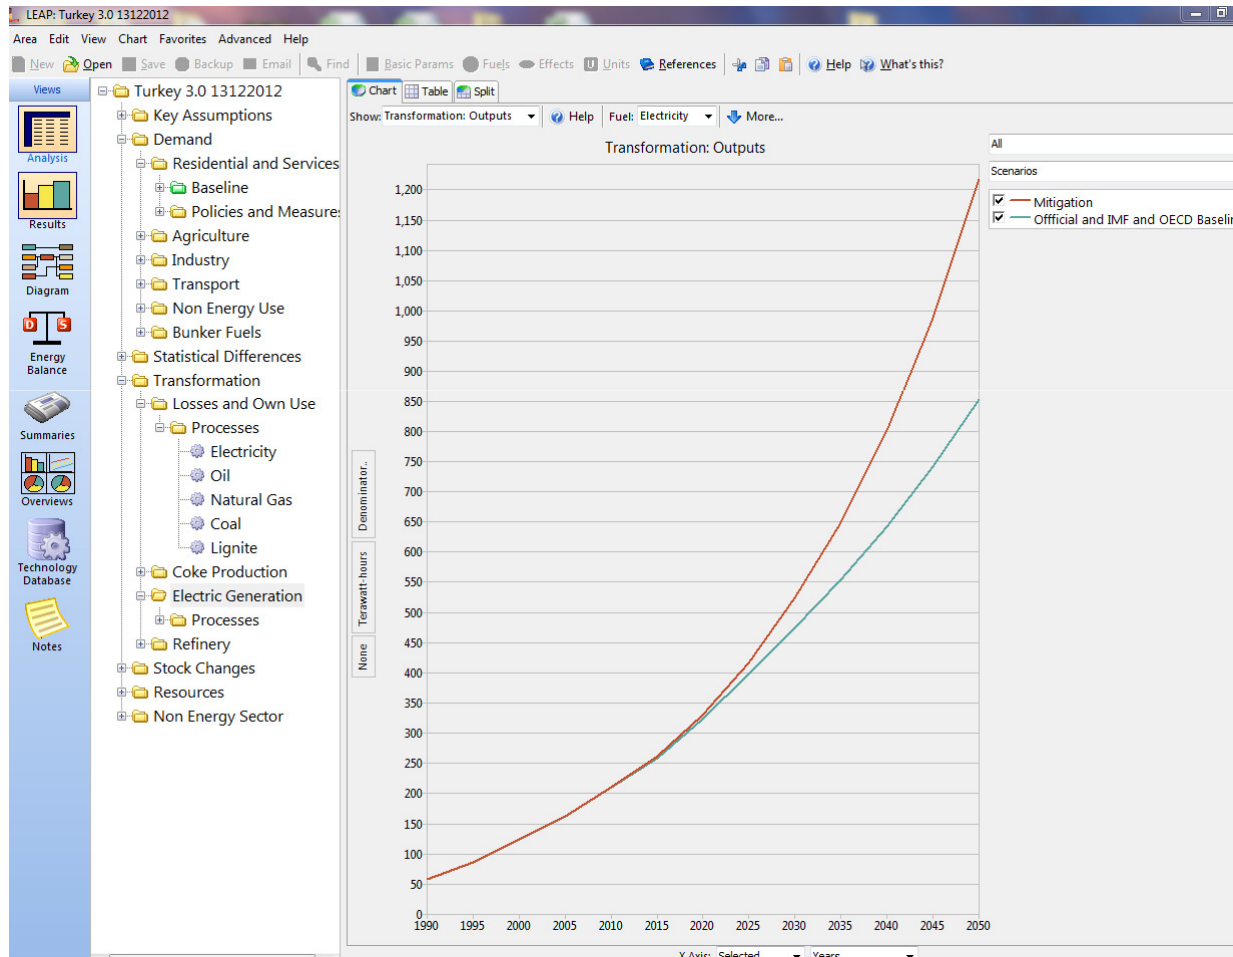 LEAP: Turkey 3.0 13122012
Area Edit View Chart Favorites Advanced Help
New Open Save Backup Email Find Basic Params Fuels Effects Units References Help What's this?
Views
Analysis
Results
Diagram
Energy
Balance
Summaries
Overviews
Technology
Database
Notes
Turkey 3.0 13122012
Key Assumptions
Demand
Residential and Services
Baseline
Policies and Measure
Agriculture
Industry
Transport
Non Energy Use
Bunker Fuels
Statistical Differences
Transformation
Losses and Own Use
Processes
Electricity
Oil
Natural Gas
Coal
Lignite
Coke Production
Electric Generation
Processes
Refinery
Stock Changes
Resources
Non Energy Sector
Chart Table Split
Show: Transformation: Outputs Help Fuel: Electricity More...
Transformation: Outputs
1,200
1,150
1,100
1,050
1,000
950
900
850
800
750
700
650
600
550
500
450
400
350
300
250
200
150
100
50
0
1990 1995 2000 2005 2010 2015 2020 2025 2030 2035 2040 2045 2050
Denominator..
Terawatt-hours
None
All
Scenarios
Mitigation
Offficial and IMF and OECD Baselin
X Axis: Selected Years